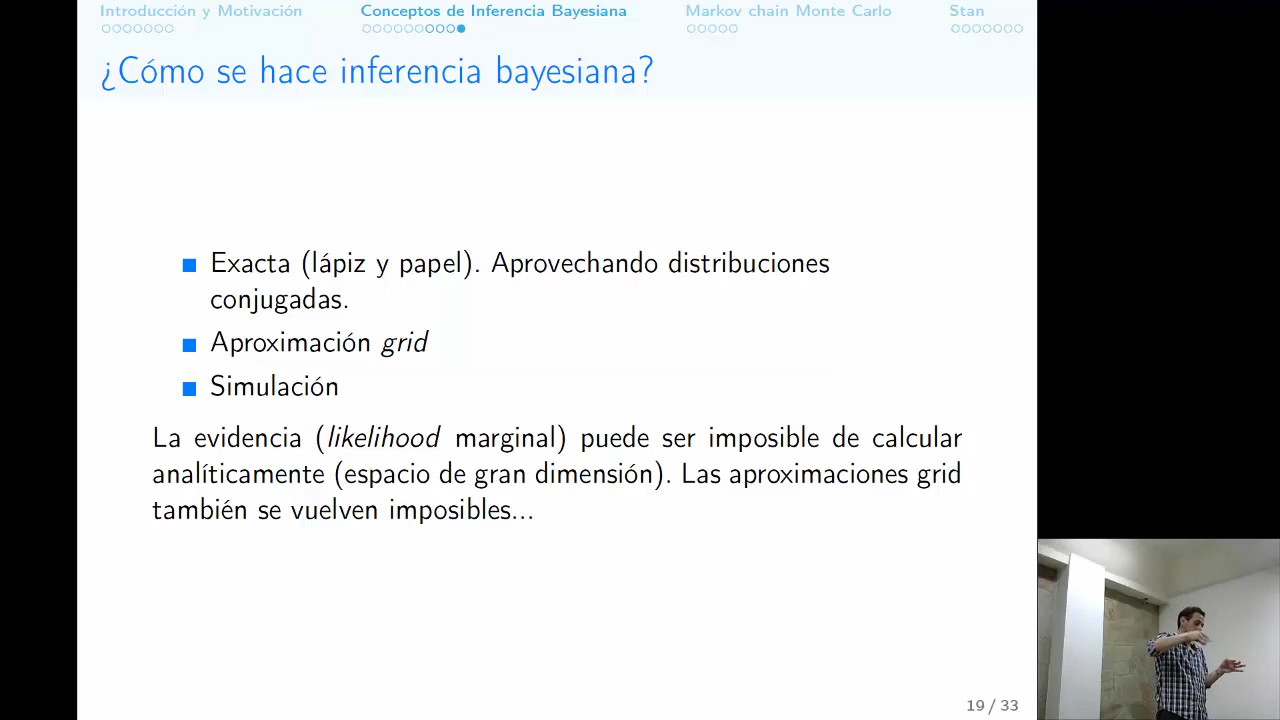 Introducción y Motivación Conceptos de Inferencia Bayesiana Markov chain Monte Carlo Stan
¿Cómo se hace inferencia bayesiana?
Exacta (lápiz y papel). Aprovechando distribuciones
conjugadas.
Aproximación grid
Simulación
La evidencia (likelihood marginal) puede ser imposible de calcular
analíticamente (espacio de gran dimensión). Las aproximaciones grid
también se vuelven imposibles...
19 / 33